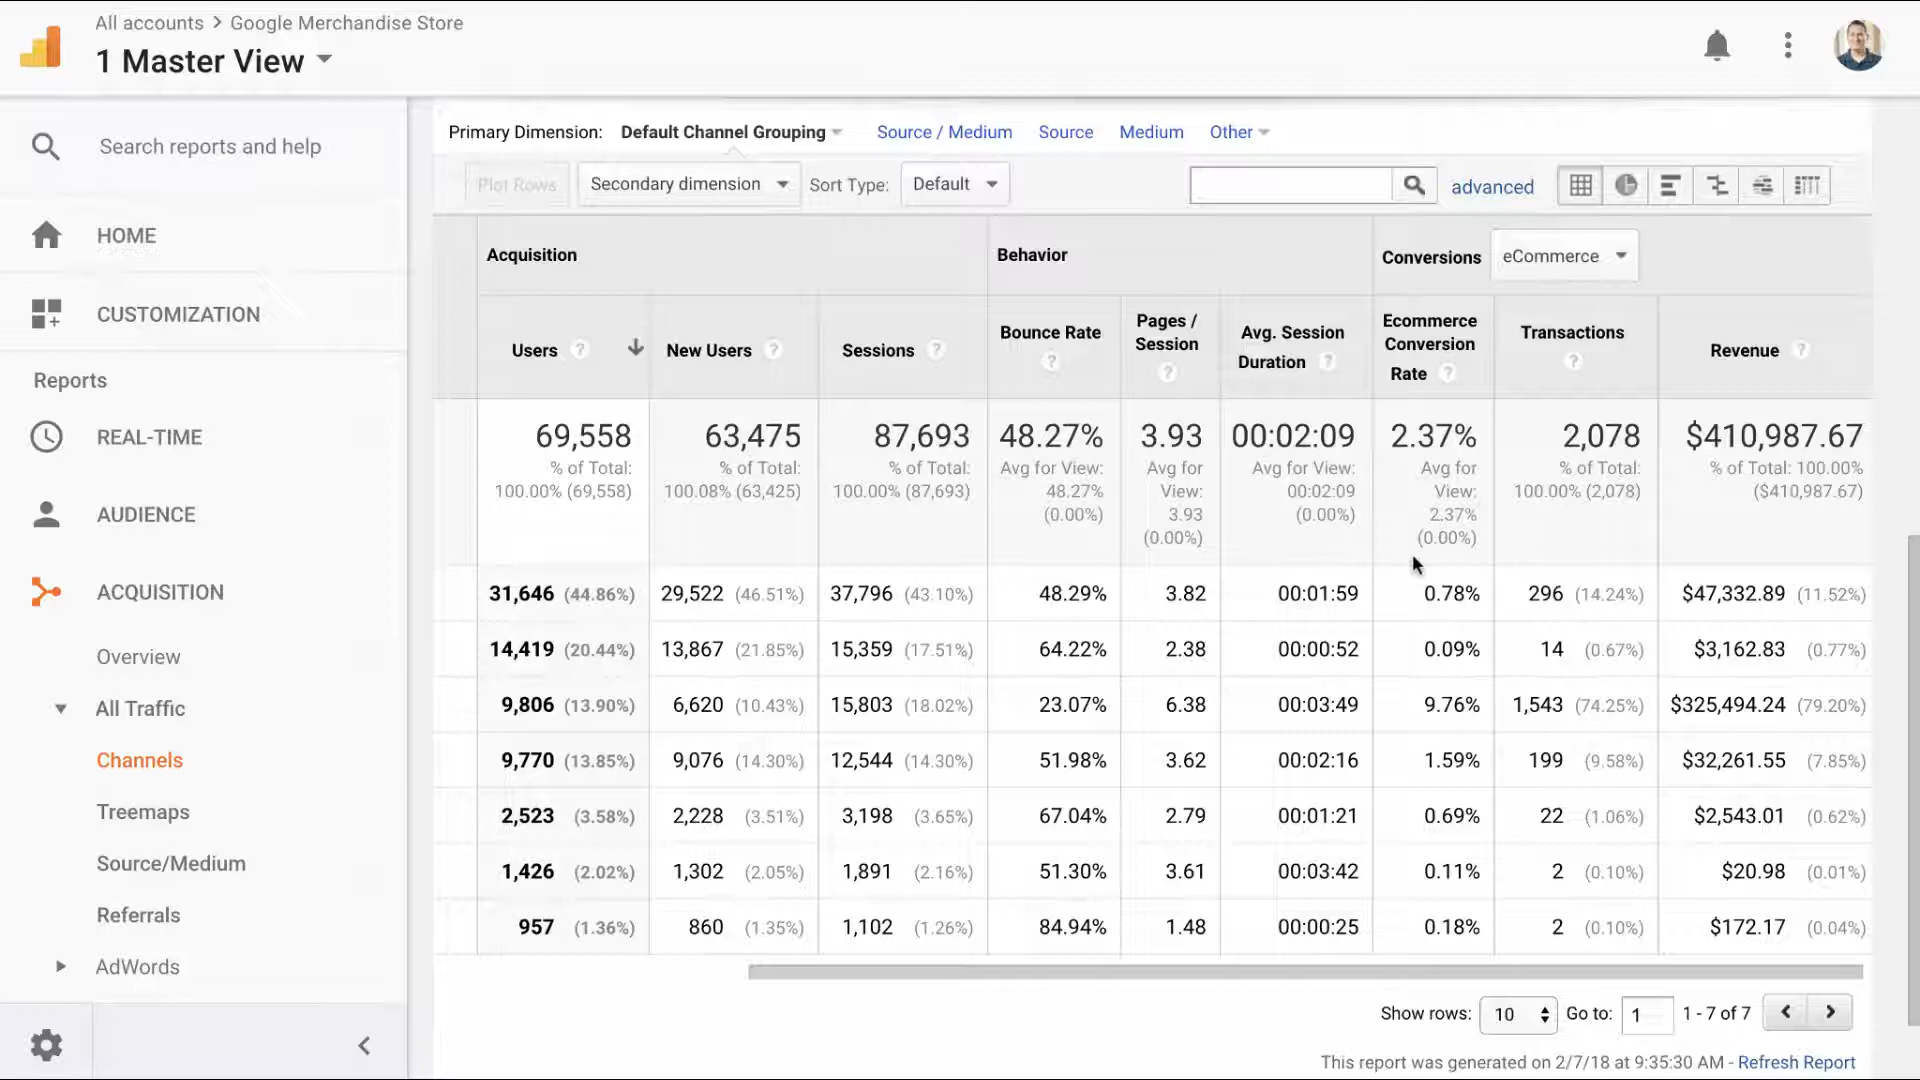 All accounts > Google Merchandise Store
1 Master View
Search reports and help
HOME
CUSTOMIZATION
Reports
REAL-TIME
AUDIENCE
ACQUISITION
Overview
All Traffic
Channels
Treemaps
Source/Medium
Referrals
AdWords
Primary Dimension: Default Channel Grouping Source / Medium Source Medium Other
Plot Rows Secondary dimension Sort Type: Default advanced
Acquisition Behavior Conversions eCommerce
Users ? New Users ? Sessions ? Bounce Rate ? Pages / Session ? Avg. Session Duration ? Ecommerce Conversion Rate ? Transactions ? Revenue ?
69,558 63,475 87,693 48.27% 3.93 00:02:09 2.37% 2,078 $410,987.67
% of Total: % of Total: % of Total: Avg for View: Avg for Avg for View: Avg for % of Total: % of Total: 100.00%
100.00% (69,558) 100.08% (63,425) 100.00% (87,693) 48.27% View: 00:02:09 View: 100.00% (2,078) ($410,987.67)
(0.00%) 3.93 (0.00%) 2.37%
(0.00%) (0.00%)
31,646 (44.86%) 29,522 (46.51%) 37,796 (43.10%) 48.29% 3.82 00:01:59 0.78% 296 (14.24%) $47,332.89 (11.52%)
14,419 (20.44%) 13,867 (21.85%) 15,359 (17.51%) 64.22% 2.38 00:00:52 0.09% 14 (0.67%) $3,162.83 (0.77%)
9,806 (13.90%) 6,620 (10.43%) 15,803 (18.02%) 23.07% 6.38 00:03:49 9.76% 1,543 (74.25%) $325,494.24 (79.20%)
9,770 (13.85%) 9,076 (14.30%) 12,544 (14.30%) 51.98% 3.62 00:02:16 1.59% 199 (9.58%) $32,261.55 (7.85%)
2,523 (3.58%) 2,228 (3.51%) 3,198 (3.65%) 67.04% 2.79 00:01:21 0.69% 22 (1.06%) $2,543.01 (0.62%)
1,426 (2.02%) 1,302 (2.05%) 1,891 (2.16%) 51.30% 3.61 00:03:42 0.11% 2 (0.10%) $20.98 (0.01%)
957 (1.36%) 860 (1.35%) 1,102 (1.26%) 84.94% 1.48 00:00:25 0.18% 2 (0.10%) $172.17 (0.04%)
Show rows: 10 Go to: 1 1 - 7 of 7
This report was generated on 2/7/18 at 9:35:30 AM - Refresh Report